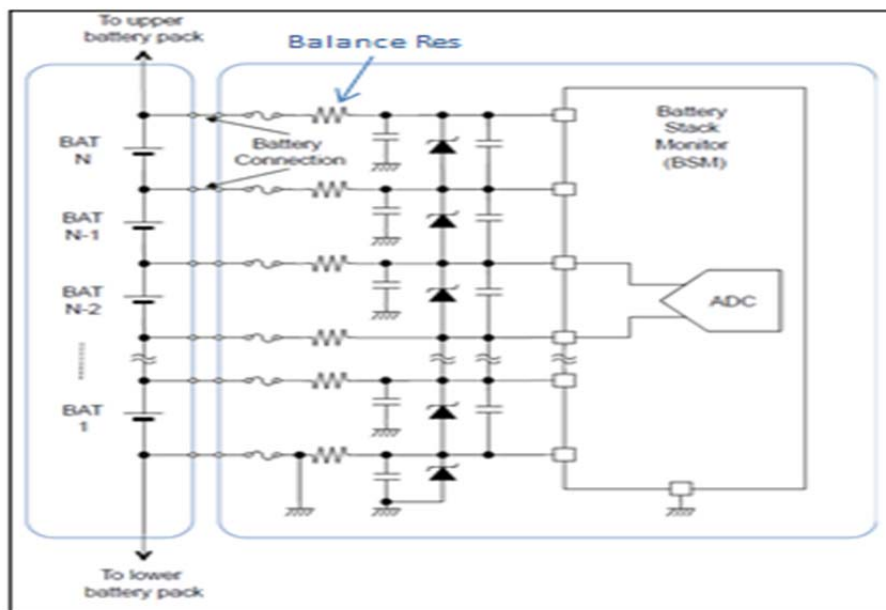 To upper
battery pack
Balance Res
BAT
N
Battery
Connection
Battery
Stack
Monitor
(BSM)
BAT
N-1
BAT
N-2
ADC
BAT
1
To lower
battery pack